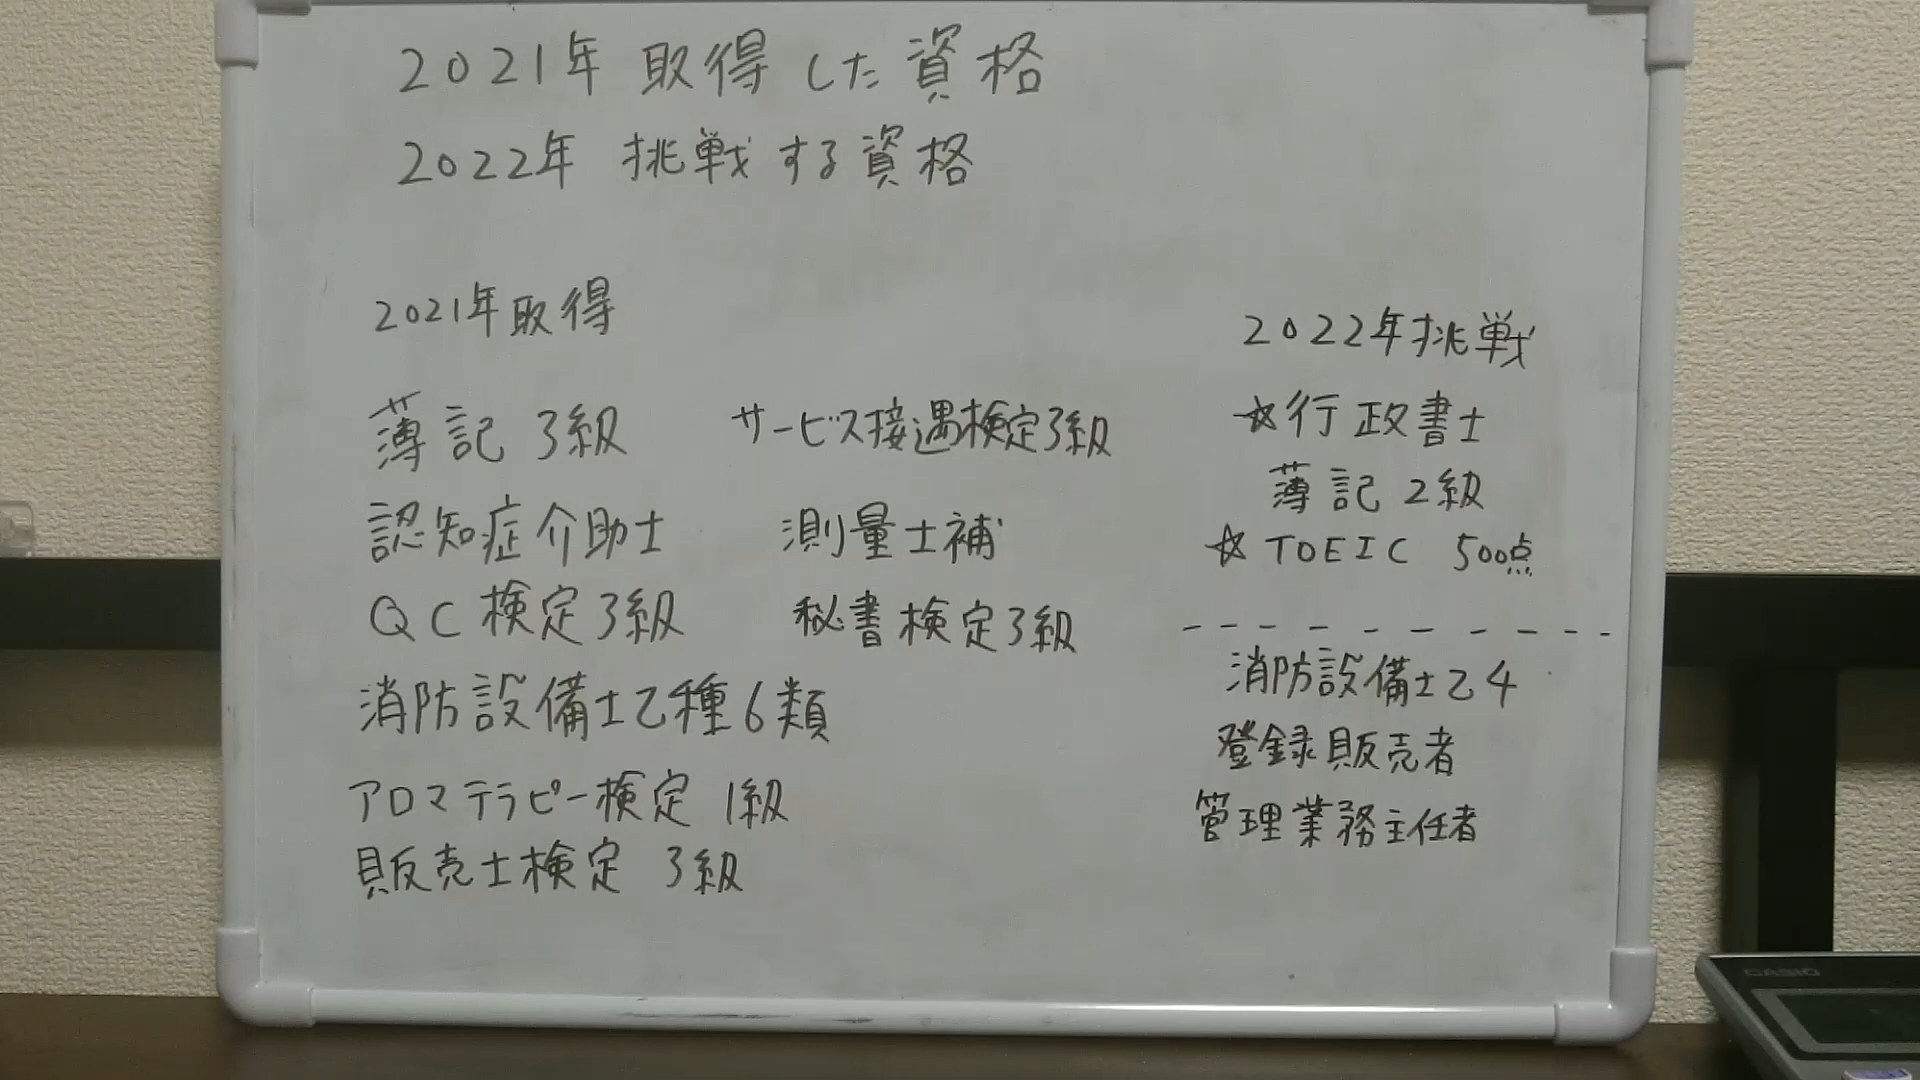 2021年 取得した資格
2022年 挑戦する資格
2021年取得
薄記 3級
認知症介助士
QC検定3級
消防設備士乙種6類
アロマテラピー検定 1級
販売士検定 3級
サービス接遇検定3級
測量士補
秘書検定3級
2022年挑戦
☆行政書士
薄記 2級
☆TOEIC 500点
消防設備士乙4
登録販売者
管理業務主任者
CASIO